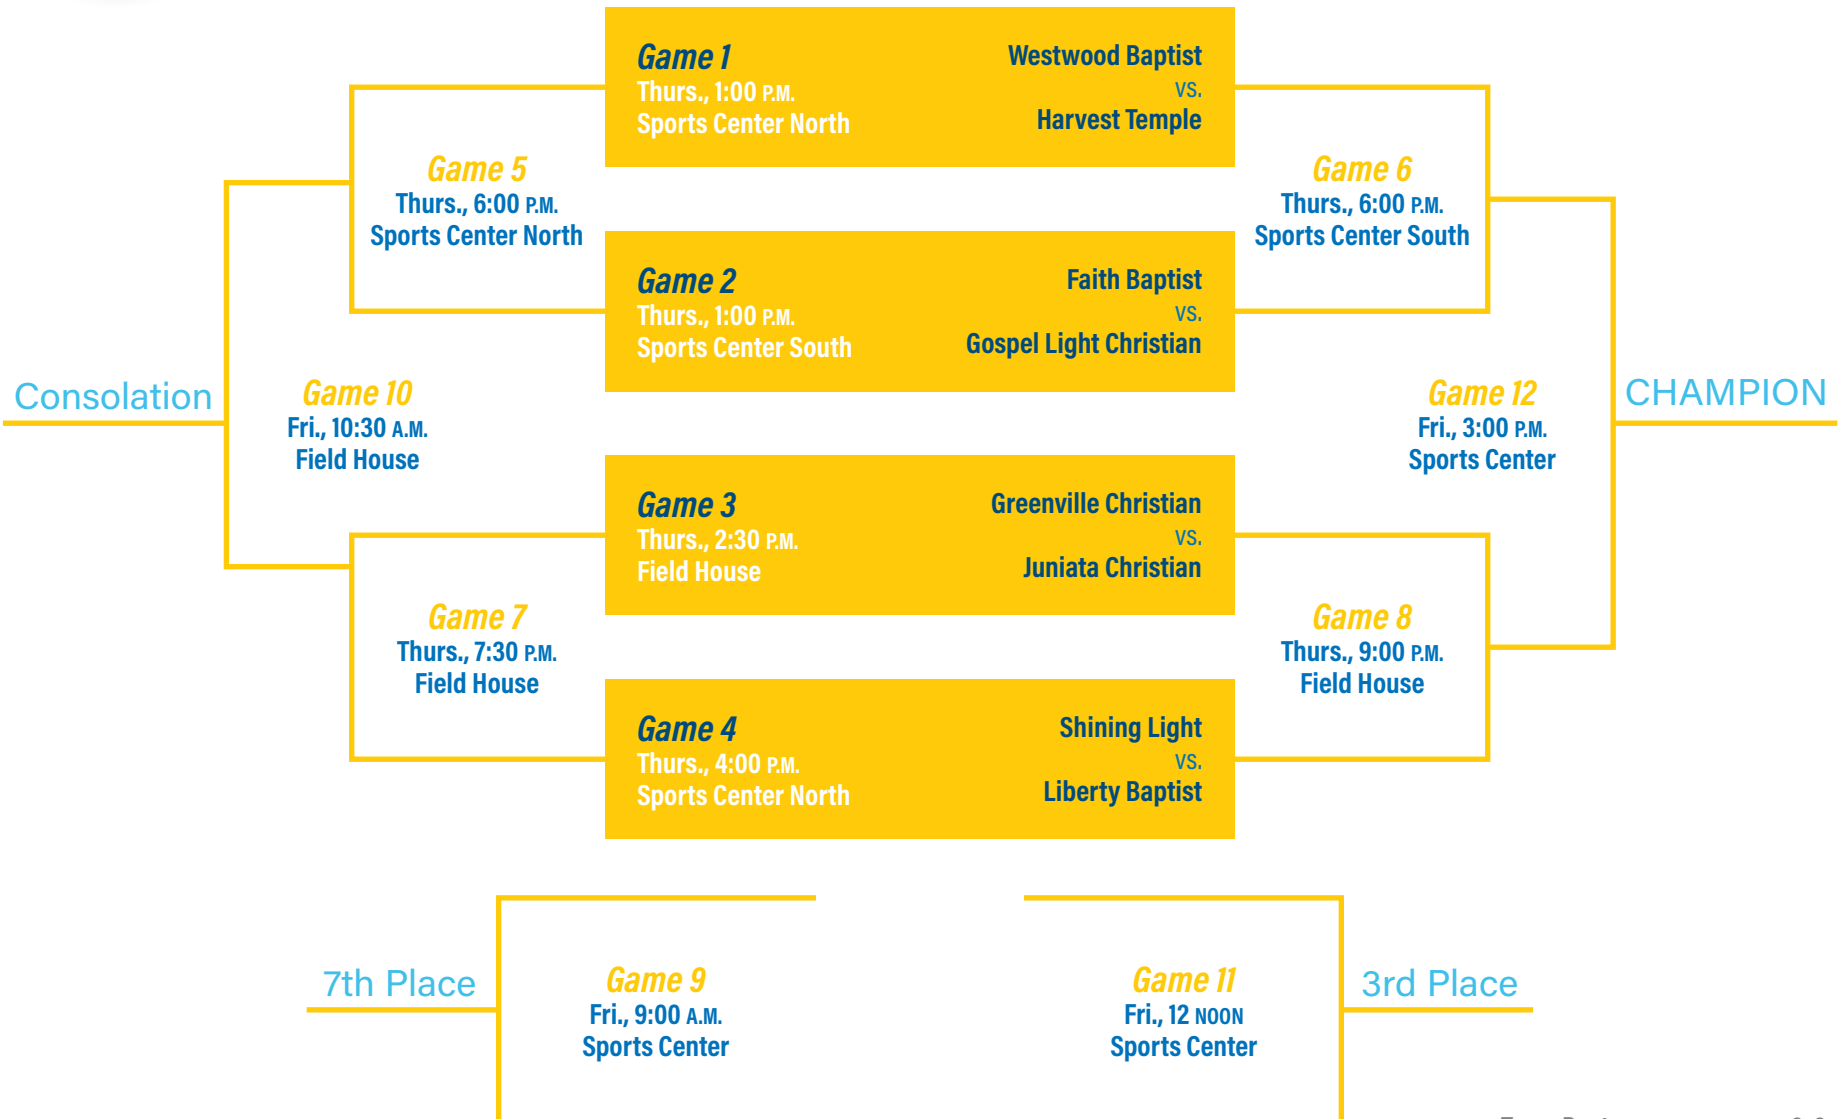 Game 1
Thurs., 1:00 P.M.
Sports Center North
Westwood Baptist
VS.
Harvest Temple
Game 5
Thurs., 6:00 P.M.
Sports Center North
Game 6
Thurs., 6:00 P.M.
Sports Center South
Game 2
Thurs., 1:00 P.M.
Sports Center South
Faith Baptist
VS.
Gospel Light Christian
Consolation
Game 10
Fri., 10:30 A.M.
Field House
Game 12
Fri., 3:00 P.M.
Sports Center
CHAMPION
Game 3
Thurs., 2:30 P.M.
Field House
Greenville Christian
VS.
Juniata Christian
Game 7
Thurs., 7:30 P.M.
Field House
Game 8
Thurs., 9:00 P.M.
Field House
Game 4
Thurs., 4:00 P.M.
Sports Center North
Shining Light
VS.
Liberty Baptist
7th Place
Game 9
Fri., 9:00 A.M.
Sports Center
Game 11
Fri., 12 NOON
Sports Center
3rd Place